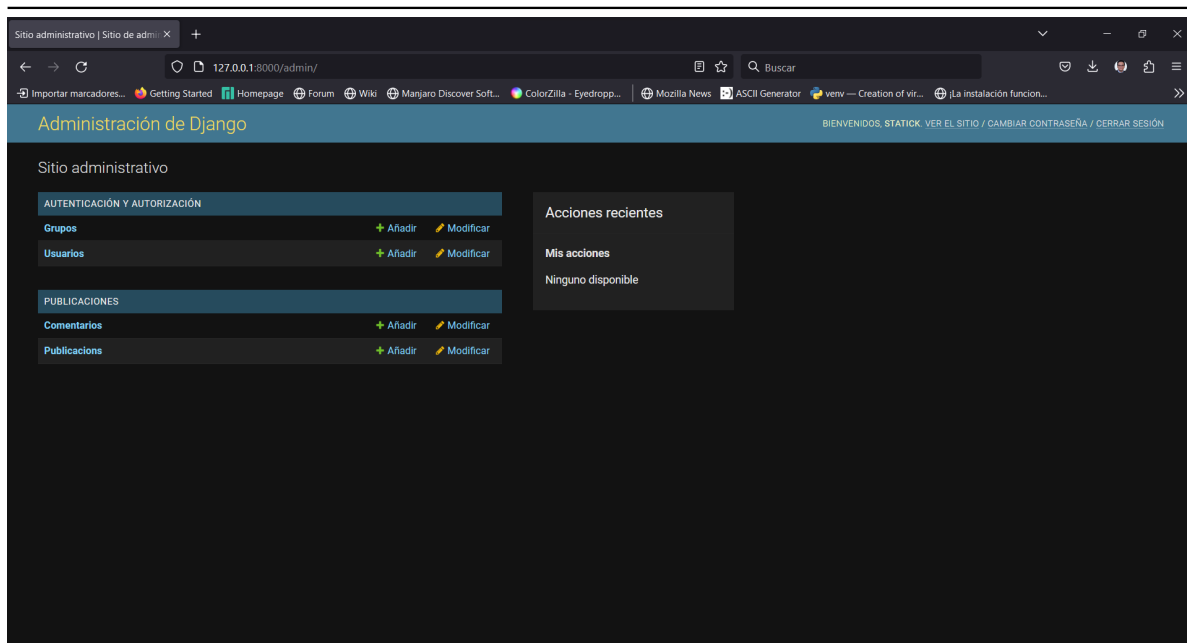 Sitio administrativo | Sitio de admin
127.0.0.1:8000/admin/
Buscar
Importar marcadores... Getting Started Homepage Forum Wiki Manjaro Discover Soft... ColorZilla - Eyedropp... Mozilla News ASCII Generator venv — Creation of vir... ¡La instalación funcion...
Administración de Django
BIENVENIDOS, STATICK. VER EL SITIO / CAMBIAR CONTRASEÑA / CERRAR SESIÓN
Sitio administrativo
AUTENTICACIÓN Y AUTORIZACIÓN
Grupos + Añadir Modificar
Usuarios + Añadir Modificar
PUBLICACIONES
Comentarios + Añadir Modificar
Publicacions + Añadir Modificar
Acciones recientes
Mis acciones
Ninguno disponible